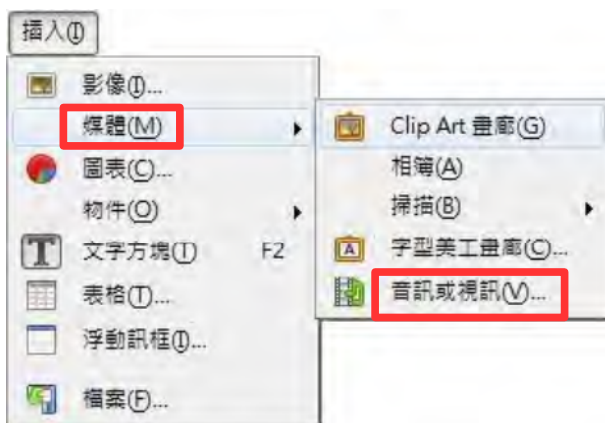 插入(I)
影像(I)...
媒體(M)
圖表(C)...
物件(O)
文字方塊(T) F2
表格(T)...
浮動訊框(I)...
檔案(F)...
Clip Art 畫廊(G)
相簿(A)
掃描(B)
字型美工畫廊(C)...
音訊或視訊(V)...